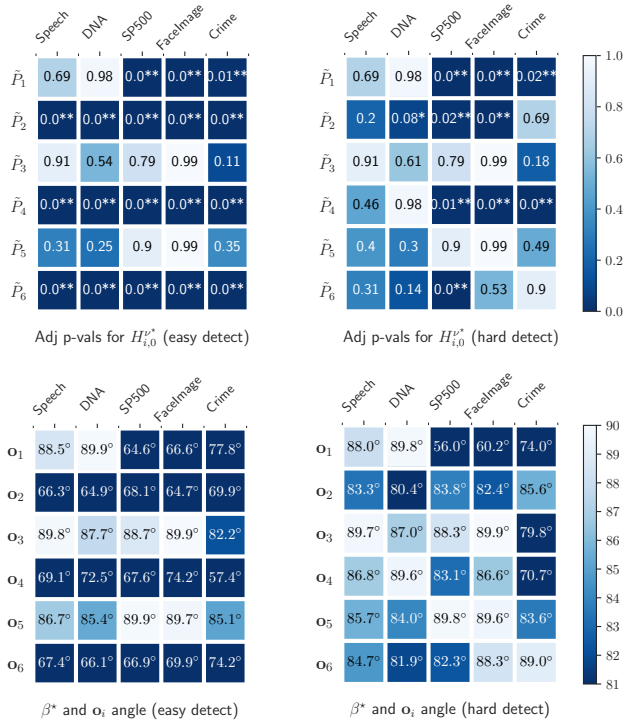 Speech DNA SP500 FaceImage Crime
P̃1 0.69 0.98 0.0** 0.0** 0.01**
P̃2 0.0** 0.0** 0.0** 0.0** 0.0**
P̃3 0.91 0.54 0.79 0.99 0.11
P̃4 0.0** 0.0** 0.0** 0.0** 0.0**
P̃5 0.31 0.25 0.9 0.99 0.35
P̃6 0.0** 0.0** 0.0** 0.0** 0.0**
Adj p-vals for H_{i,0}^{ν*} (easy detect)
Speech DNA SP500 FaceImage Crime
P̃1 0.69 0.98 0.0** 0.0** 0.02**
P̃2 0.2 0.08* 0.02** 0.0** 0.69
P̃3 0.91 0.61 0.79 0.99 0.18
P̃4 0.46 0.98 0.01** 0.0** 0.0**
P̃5 0.4 0.3 0.9 0.99 0.49
P̃6 0.31 0.14 0.0** 0.53 0.9
Adj p-vals for H_{i,0}^{ν*} (hard detect)
1.0
0.8
0.6
0.4
0.2
0.0
Speech DNA SP500 FaceImage Crime
o1 88.5° 89.9° 64.6° 66.6° 77.8°
o2 66.3° 64.9° 68.1° 64.7° 69.9°
o3 89.8° 87.7° 88.7° 89.9° 82.2°
o4 69.1° 72.5° 67.6° 74.2° 57.4°
o5 86.7° 85.4° 89.9° 89.7° 85.1°
o6 67.4° 66.1° 66.9° 69.9° 74.2°
β* and o_i angle (easy detect)
Speech DNA SP500 FaceImage Crime
o1 88.0° 89.8° 56.0° 60.2° 74.0°
o2 83.3° 80.4° 83.8° 82.4° 85.6°
o3 89.7° 87.0° 88.3° 89.9° 79.8°
o4 86.8° 89.6° 83.1° 86.6° 70.7°
o5 85.7° 84.0° 89.8° 89.6° 83.6°
o6 84.7° 81.9° 82.3° 88.3° 89.0°
β* and o_i angle (hard detect)
90
89
88
87
86
85
84
83
82
81